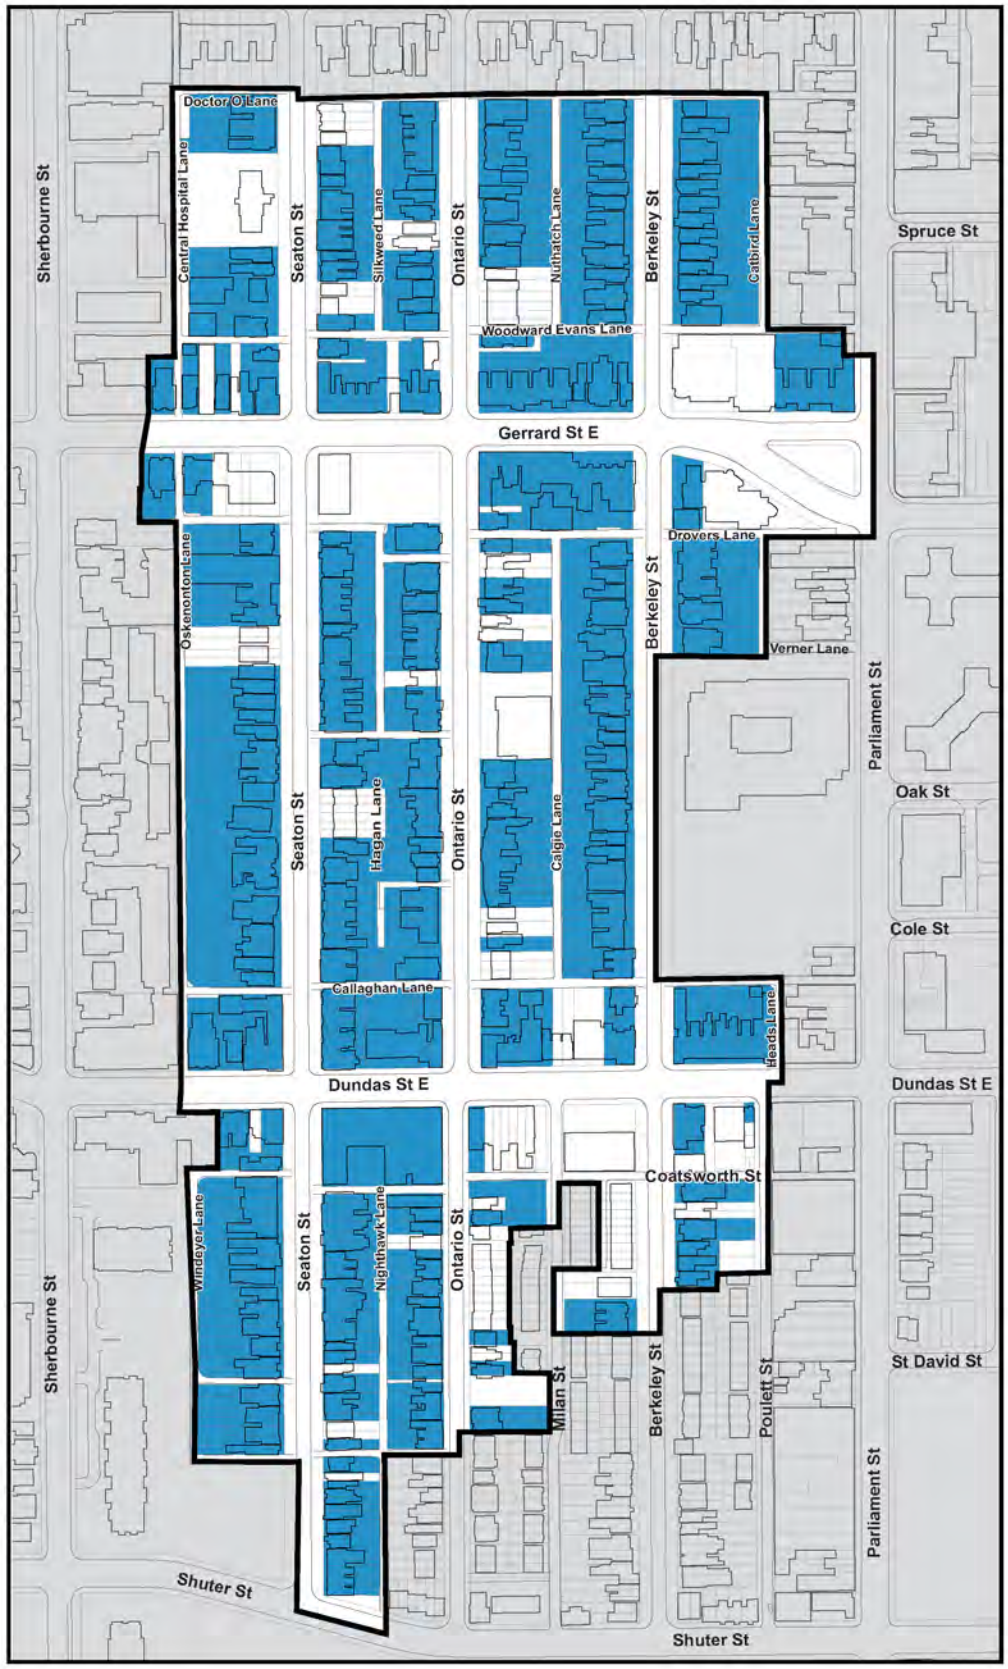 Doctor O Lane
Sherbourne St
Central Hospital Lane
Seaton St
Silkweed Lane
Ontario St
Nuthatch Lane
Berkeley St
Catbird Lane
Spruce St
Woodward Evans Lane
Gerrard St E
Oskenonton Lane
Drovers Lane
Berkeley St
Verner Lane
Parliament St
Oak St
Seaton St
Hagan Lane
Ontario St
Calgie Lane
Cole St
Callaghan Lane
Heads Lane
Dundas St E
Dundas St E
Coatsworth St
Windeyer Lane
Seaton St
Nighthawk Lane
Ontario St
Sherbourne St
Milan St
Berkeley St
Poulett St
St David St
Parliament St
Shuter St
Shuter St